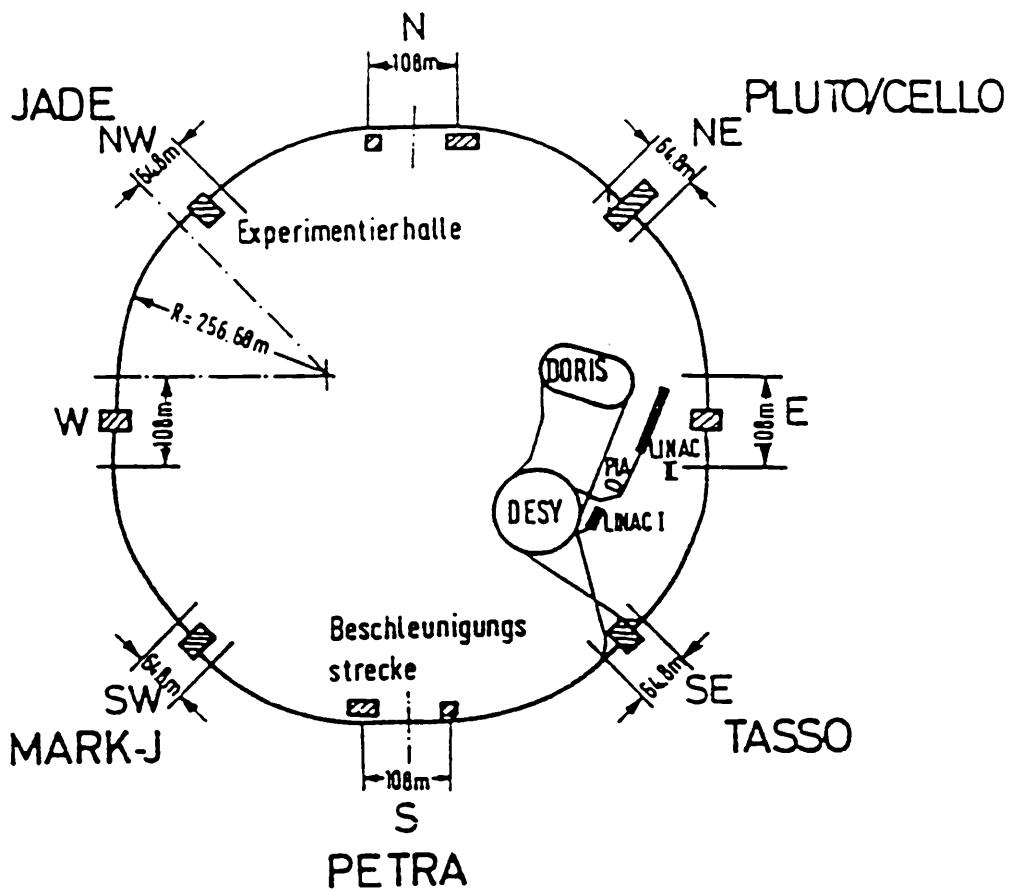 N
108m
JADE
PLUTO/CELLO
NW
NE
64.8m
64.8m
Experimentierhalle
R=256.68m
DORIS
W
108m
E
108m
LINAC
II
PIA
DESY
LINAC I
Beschleunigungs
strecke
64.8m
64.8m
SW
SE
MARK-J
TASSO
108m
S
PETRA